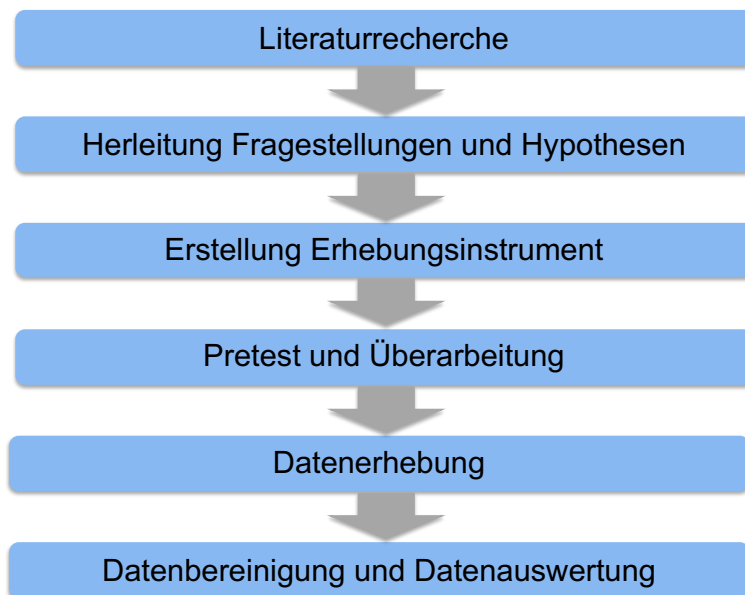 Literaturrecherche
Herleitung Fragestellungen und Hypothesen
Erstellung Erhebungsinstrument
Pretest und Überarbeitung
Datenerhebung
Datenbereinigung und Datenauswertung